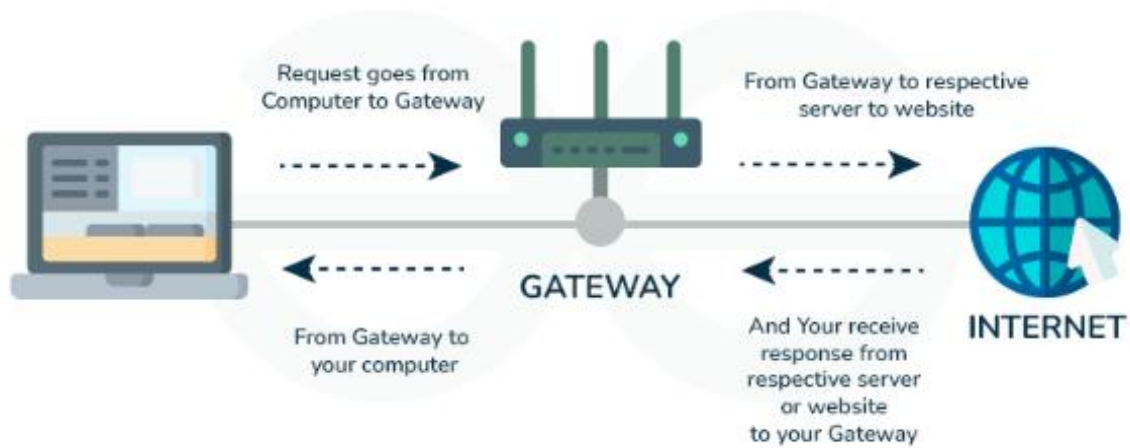 Request goes from
Computer to Gateway
From Gateway to respective
server to website
GATEWAY
INTERNET
From Gateway to
your computer
And Your receive
response from
respective server
or website
to your Gateway